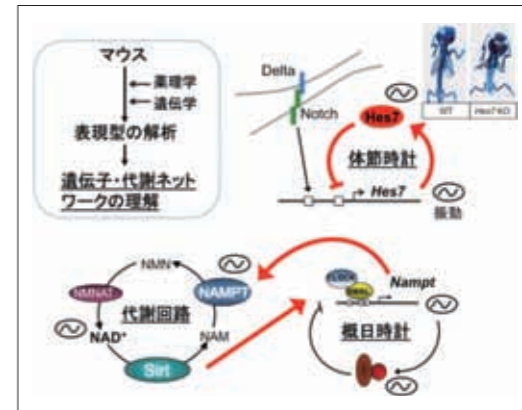 マウス
薬理学
遺伝学
表現型の解析
遺伝子・代謝ネット
ワークの理解
Delta
Notch
Hes7
WT
Hes7 KO
体節時計
Hes7
振動
NMN
NMNAT
NAMPT
代謝回路
NAD⁺
NAM
Sirt
CLOCK
BMAL
Nampt
概日時計